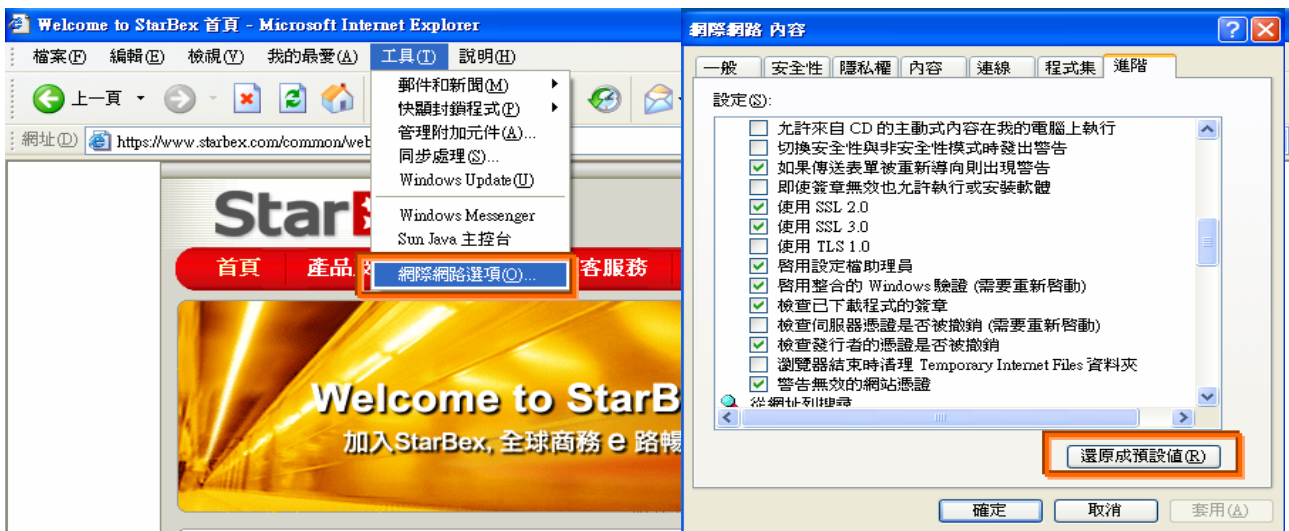 Welcome to StarBex 首頁 - Microsoft Internet Explorer
檔案(F) 編輯(E) 檢視(V) 我的最愛(A) 工具(T) 說明(H)
上一頁
網址(D) https://www.starbex.com/common/web
郵件和新聞(M)
快顯封鎖程式(P)
管理附加元件(A)...
同步處理(S)...
Windows Update(U)
Windows Messenger
Sun Java 主控台
網際網路選項(O)...
Star
首頁 產品 客服務
Welcome to StarB
加入StarBex, 全球商務 e 路暢
網際網路 內容
一般 安全性 隱私權 內容 連線 程式集 進階
設定(S):
允許來自 CD 的主動式內容在我的電腦上執行
切換安全性與非安全性模式時發出警告
如果傳送表單被重新導向則出現警告
即使簽章無效也允許執行或安裝軟體
使用 SSL 2.0
使用 SSL 3.0
使用 TLS 1.0
啓用設定檔助理員
啓用整合的 Windows 驗證 (需要重新啓動)
檢查已下載程式的簽章
檢查伺服器憑證是否被撤銷 (需要重新啓動)
檢查發行者的憑證是否被撤銷
瀏覽器結束時清理 Temporary Internet Files 資料夾
警告無效的網站憑證
從網址列搜尋
還原成預設值(R)
確定 取消 套用(A)